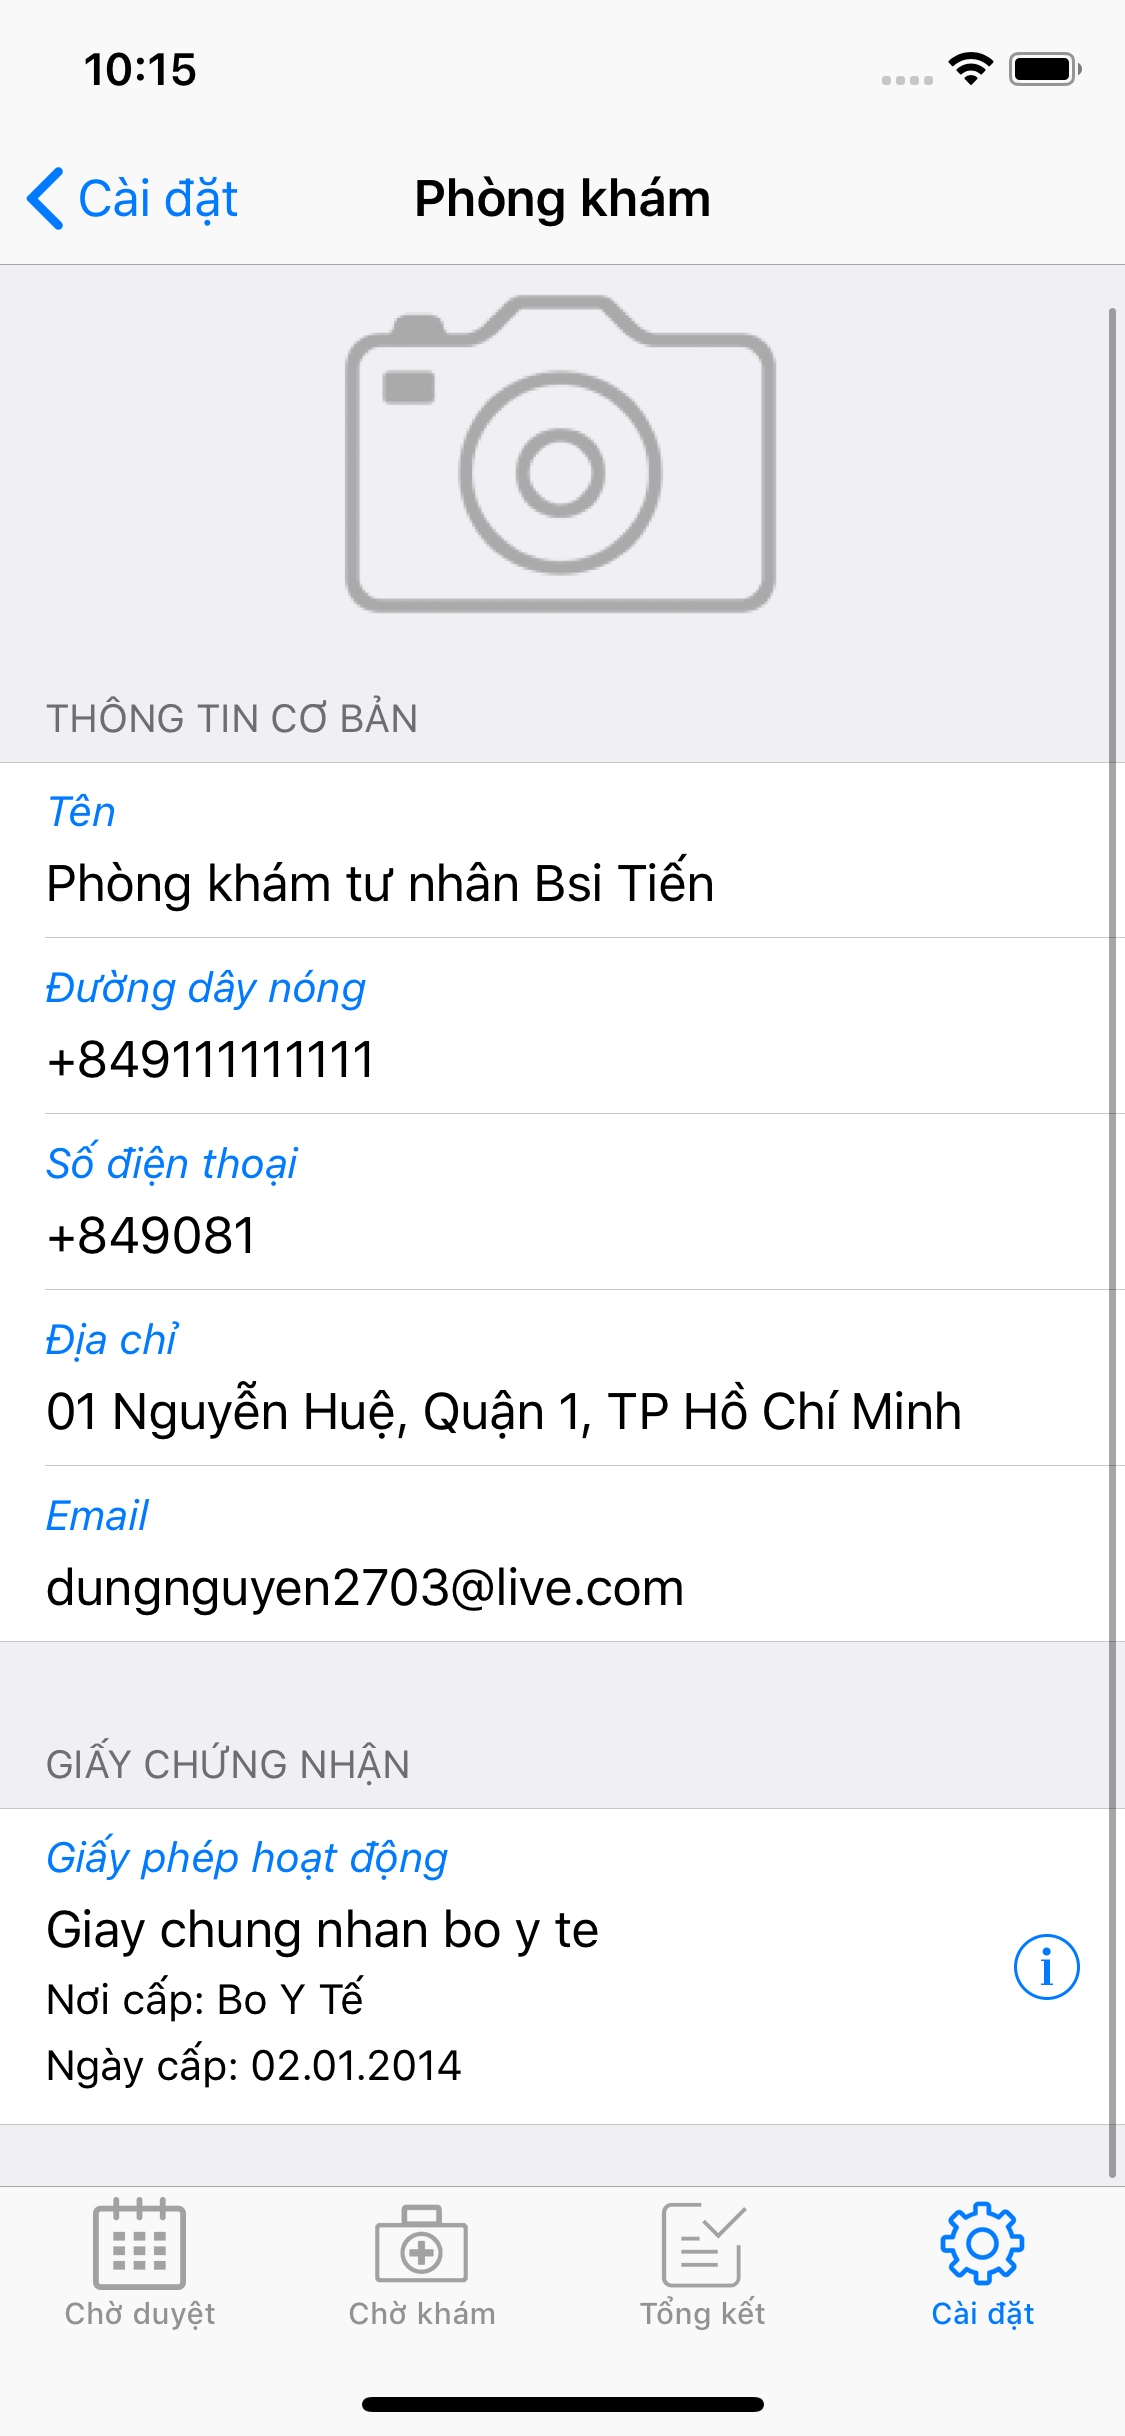 10:15
Cài đặt
Phòng khám
THÔNG TIN CƠ BẢN
Tên
Phòng khám tư nhân Bsi Tiến
Đường dây nóng
+849111111111
Số điện thoại
+849081
Địa chỉ
01 Nguyễn Huệ, Quận 1, TP Hồ Chí Minh
Email
dungnguyen2703@live.com
GIẤY CHỨNG NHẬN
Giấy phép hoạt động
Giay chung nhan bo y te
Nơi cấp: Bo Y Tế
Ngày cấp: 02.01.2014
Chờ duyệt
Chờ khám
Tổng kết
Cài đặt